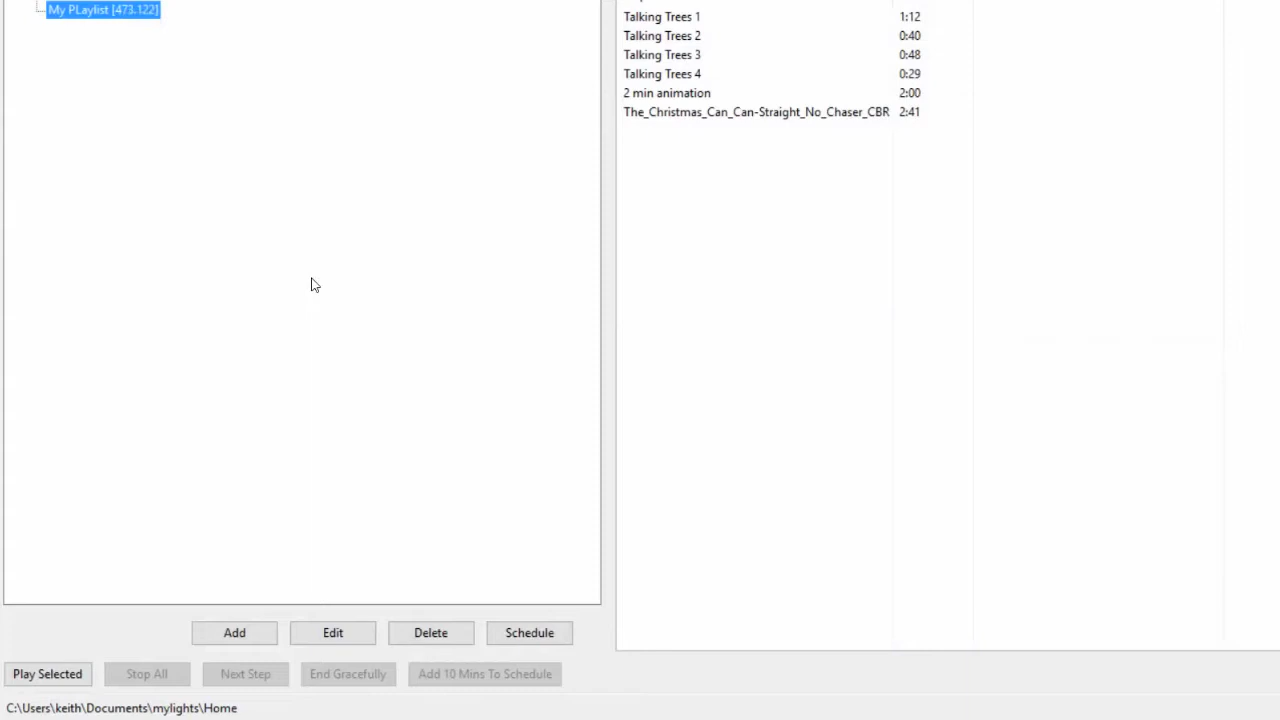 My PLaylist [473.122]
Talking Trees 1 1:12
Talking Trees 2 0:40
Talking Trees 3 0:48
Talking Trees 4 0:29
2 min animation 2:00
The_Christmas_Can_Can-Straight_No_Chaser_CBR 2:41
Add Edit Delete Schedule
Play Selected Stop All Next Step End Gracefully Add 10 Mins To Schedule
C:\Users\keith\Documents\mylights\Home